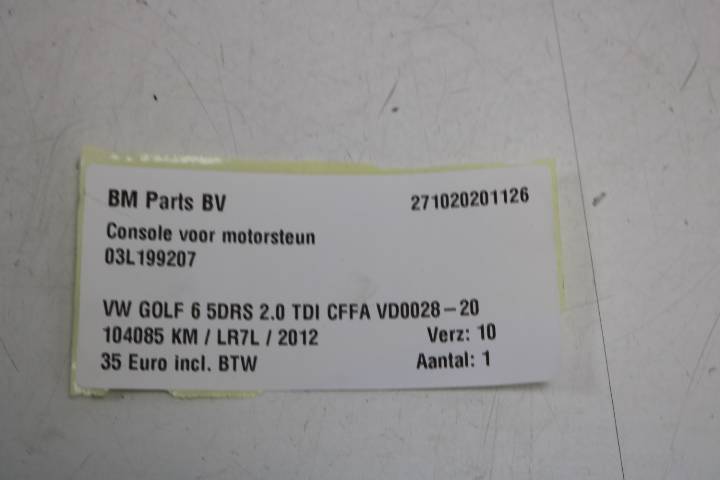 BM Parts BV 271020201126
Console voor motorsteun
03L199207
VW GOLF 6 5DRS 2.0 TDI CFFA VD0028-20
104085 KM / LR7L / 2012 Verz: 10
35 Euro incl. BTW Aantal: 1